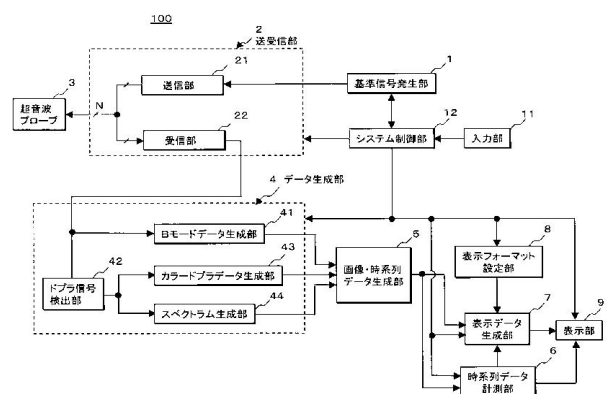 100
2
送受信部
21
送信部
1
基準信号発生部
3
超音波
プローブ
N
22
受信部
12
システム制御部
11
入力部
4 データ生成部
41
Bモードデータ生成部
42
ドプラ信号
検出部
43
カラードプラデータ生成部
44
スペクトラム生成部
5
画像・時系列
データ生成部
8
表示フォーマット
設定部
7
表示データ
生成部
9
表示部
6
時系列データ
計測部